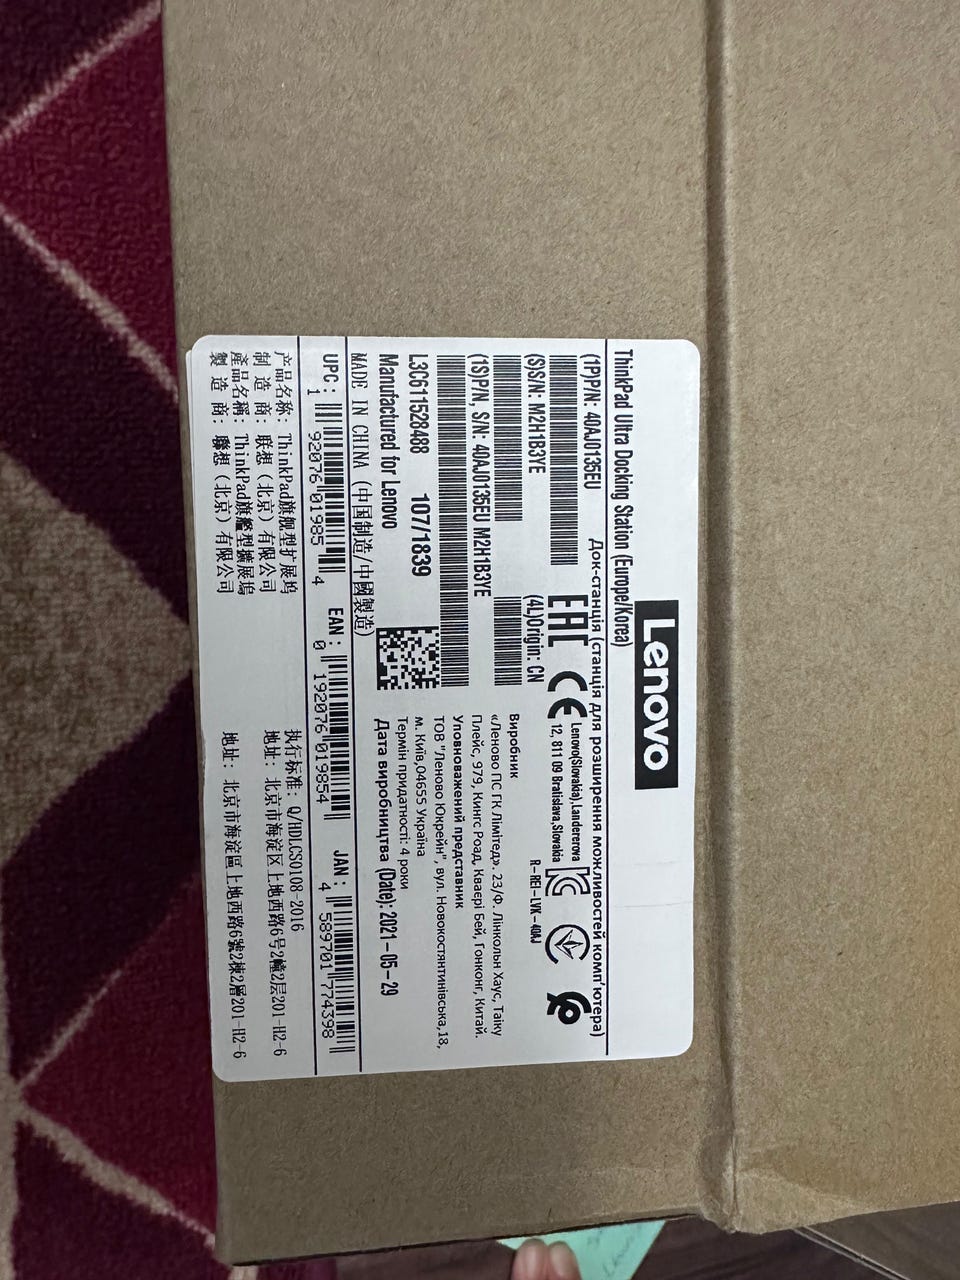 Lenovo
ThinkPad Ultra Docking Station (Europe/Korea)
Док-станція (станція для розширення можливостей комп'ютера)
(1P)P/N: 40AJ0135EU
(S)S/N: M2H1B3YE
(4L)Origin: CN
(1S)P/N, S/N: 40AJ0135EU M2H1B3YE
L3C611528488 107/1839
Manufactured for Lenovo
EAC CE
Lenovo(Slovakia),Landererova
12, 811 09 Bratislava,Slovakia
R-REI-LVK-40AJ
Виробник
«Леново ПС ГК Лімітед». 23/Ф. Лінкольн Хаус, Таіку
Плейс, 979, Кингс Роад, Кваєрі Бей, Гонконг, Китай.
Уповноважений представник
ТОВ "Леново Юкрейн", вул. Новокостянтинівська,18,
м. Київ,04655 Україна
Термін придатності: 4 роки
Дата виробництва (Date): 2021-05-29
MADE IN CHINA (中国制造/中國製造)
UPC: 1 92076 01985 4
EAN: 0 192076 019854
JAN: 4 589701 774398
产品名称: ThinkPad旗舰型扩展坞
执行标准: Q/HDLCS0108-2016
制造商: 联想(北京)有限公司
地址: 北京市海淀区上地西路6号2幢2层201-H2-6
產品名稱: ThinkPad旗艦型擴展塢
製造商: 聯想(北京)有限公司
地址: 北京市海淀區上地西路6號2棟2層201-H2-6